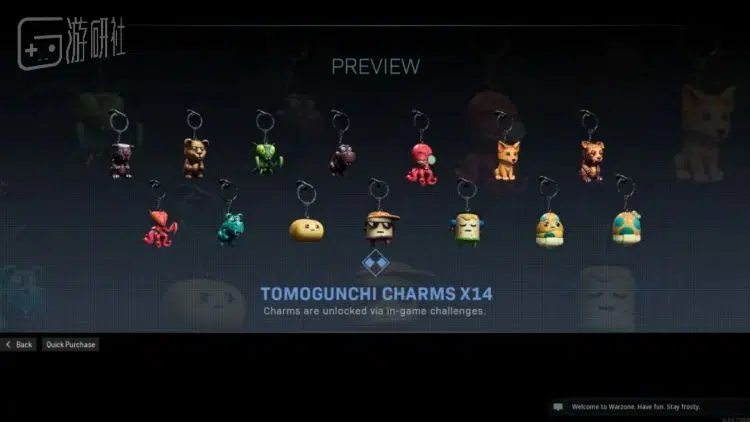 游研社
PREVIEW
TOMOGUNCHI CHARMS X14
Charms are unlocked via in-game challenges.
Back
Quick Purchase
Welcome to Warzone. Have fun. Stay frosty.